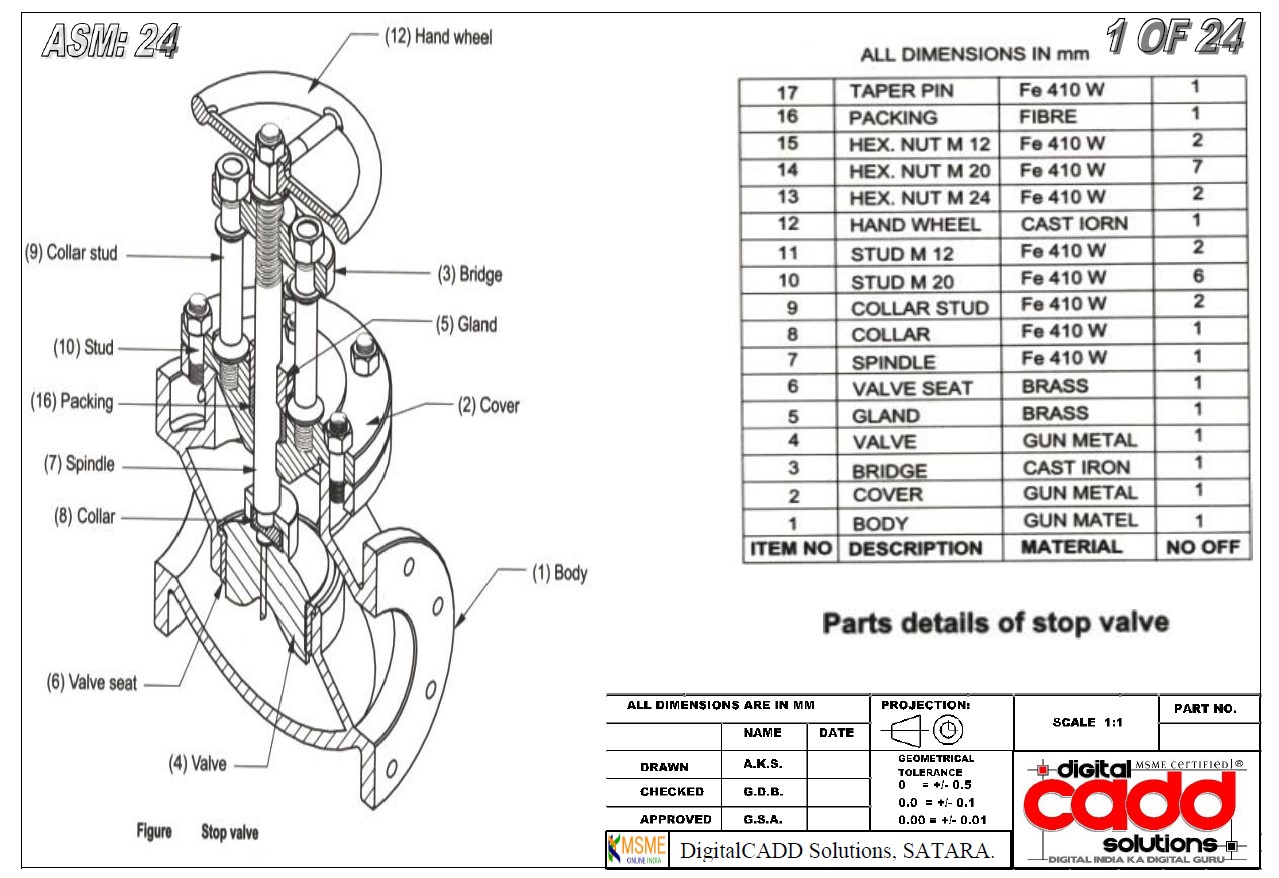 ASM: 24
1 OF 24
(12) Hand wheel
(9) Collar stud
(3) Bridge
(5) Gland
(10) Stud
(16) Packing
(2) Cover
(7) Spindle
(8) Collar
(1) Body
(6) Valve seat
(4) Valve
Figure Stop valve
ALL DIMENSIONS IN mm
17 TAPER PIN Fe 410 W 1
16 PACKING FIBRE 1
15 HEX. NUT M 12 Fe 410 W 2
14 HEX. NUT M 20 Fe 410 W 7
13 HEX. NUT M 24 Fe 410 W 2
12 HAND WHEEL CAST IORN 1
11 STUD M 12 Fe 410 W 2
10 STUD M 20 Fe 410 W 6
9 COLLAR STUD Fe 410 W 2
8 COLLAR Fe 410 W 1
7 SPINDLE Fe 410 W 1
6 VALVE SEAT BRASS 1
5 GLAND BRASS 1
4 VALVE GUN METAL 1
3 BRIDGE CAST IRON 1
2 COVER GUN METAL 1
1 BODY GUN MATEL 1
ITEM NO DESCRIPTION MATERIAL NO OFF
Parts details of stop valve
ALL DIMENSIONS ARE IN MM
NAME DATE
DRAWN A.K.S.
CHECKED G.D.B.
APPROVED G.S.A.
PROJECTION:
GEOMETRICAL
TOLERANCE
0 = +/- 0.5
0.0 = +/- 0.1
0.00 = +/- 0.01
SCALE 1:1
PART NO.
MSME
ONLINE INDIA
DigitalCADD Solutions, SATARA.
digital MSME CERTIFIED!®
cadd
solutions
DIGITAL INDIA KA DIGITAL GURU